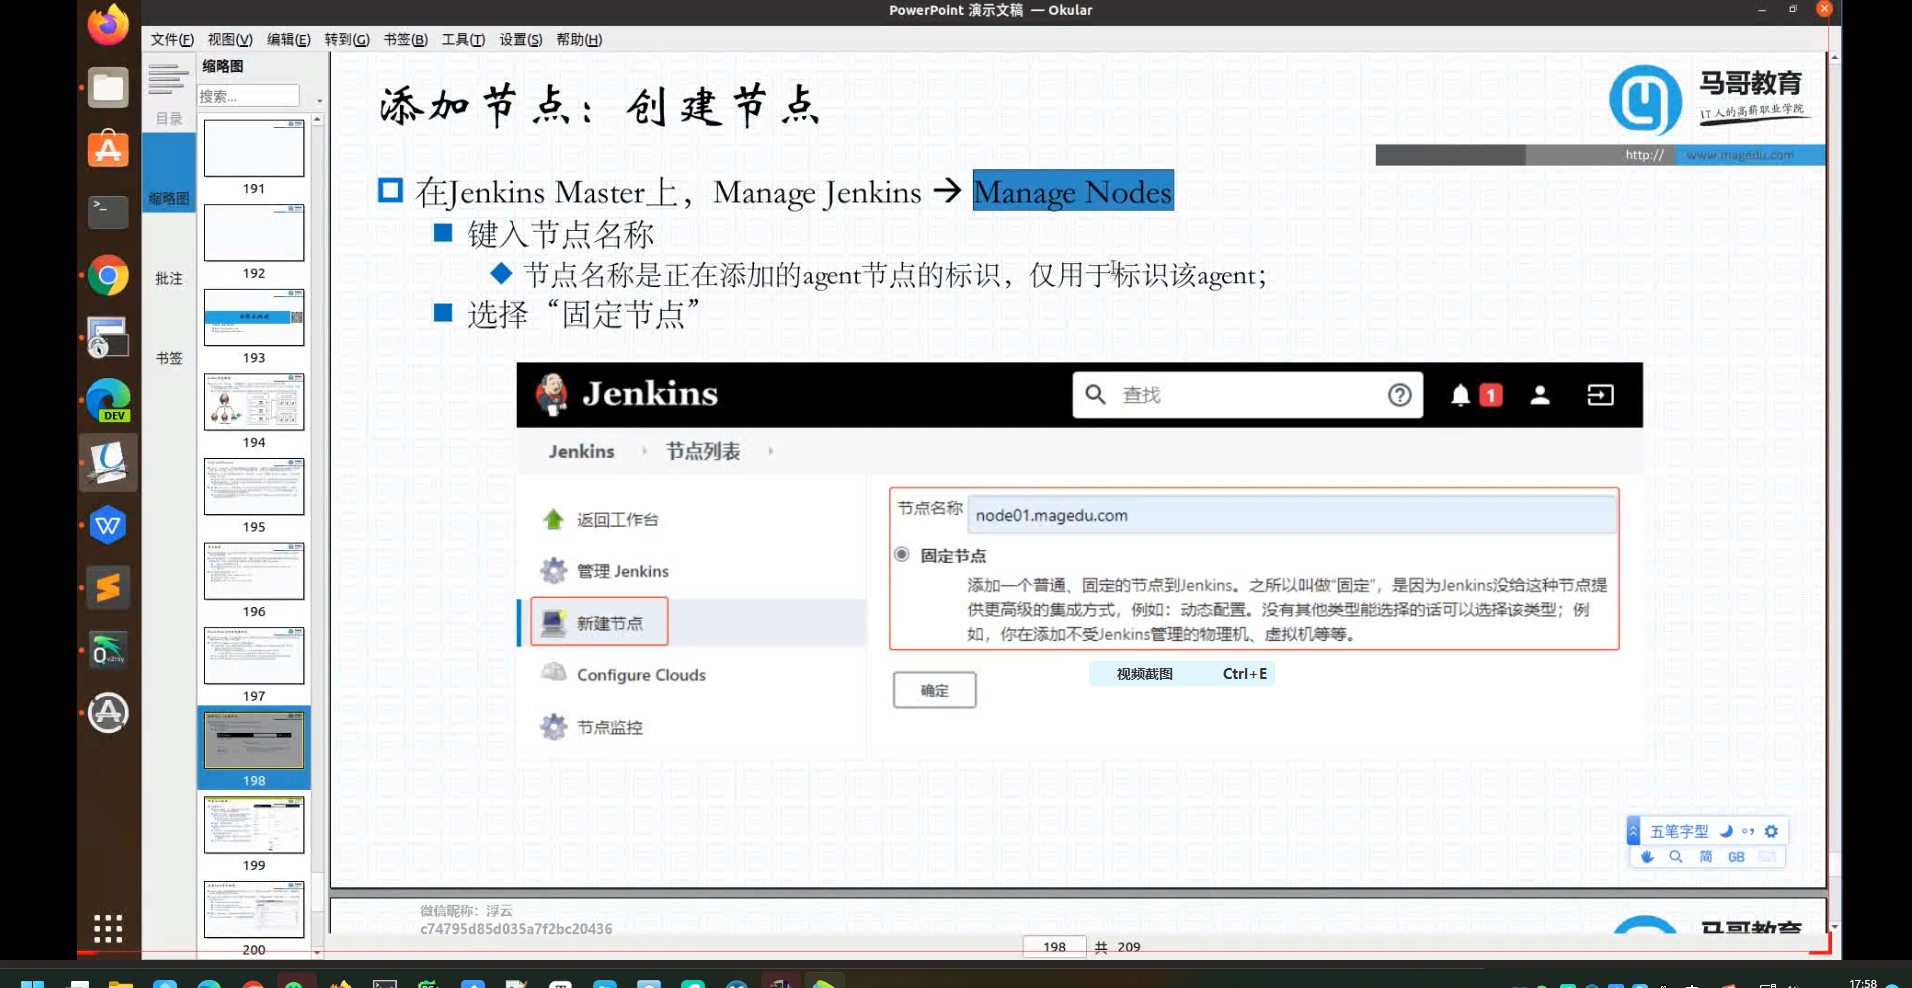 PowerPoint 演示文稿 — Okular
文件(F) 视图(V) 编辑(E) 转到(G) 书签(B) 工具(T) 设置(S) 帮助(H)
目录
缩略图
批注
书签
缩略图
搜索...
191
192
193
194
195
196
197
198
199
200
添加节点：创建节点
马哥教育
IT人的高薪职业学院
http:// www.magedu.com
在Jenkins Master上，Manage Jenkins → Manage Nodes
键入节点名称
节点名称是正在添加的agent节点的标识，仅用于标识该agent；
选择“固定节点”
Jenkins
查找
1
Jenkins 节点列表
返回工作台
管理 Jenkins
新建节点
Configure Clouds
节点监控
节点名称 node01.magedu.com
固定节点
添加一个普通、固定的节点到Jenkins。之所以叫做“固定”，是因为Jenkins没给这种节点提
供更高级的集成方式，例如：动态配置。没有其他类型能选择的话可以选择该类型；例
如，你在添加不受Jenkins管理的物理机、虚拟机等等。
确定
视频截图 Ctrl+E
五笔字型
简 GB
微信昵称：浮云
c74795d85d035a7f2bc20436
马哥教育
198 共 209
DEV
17:58